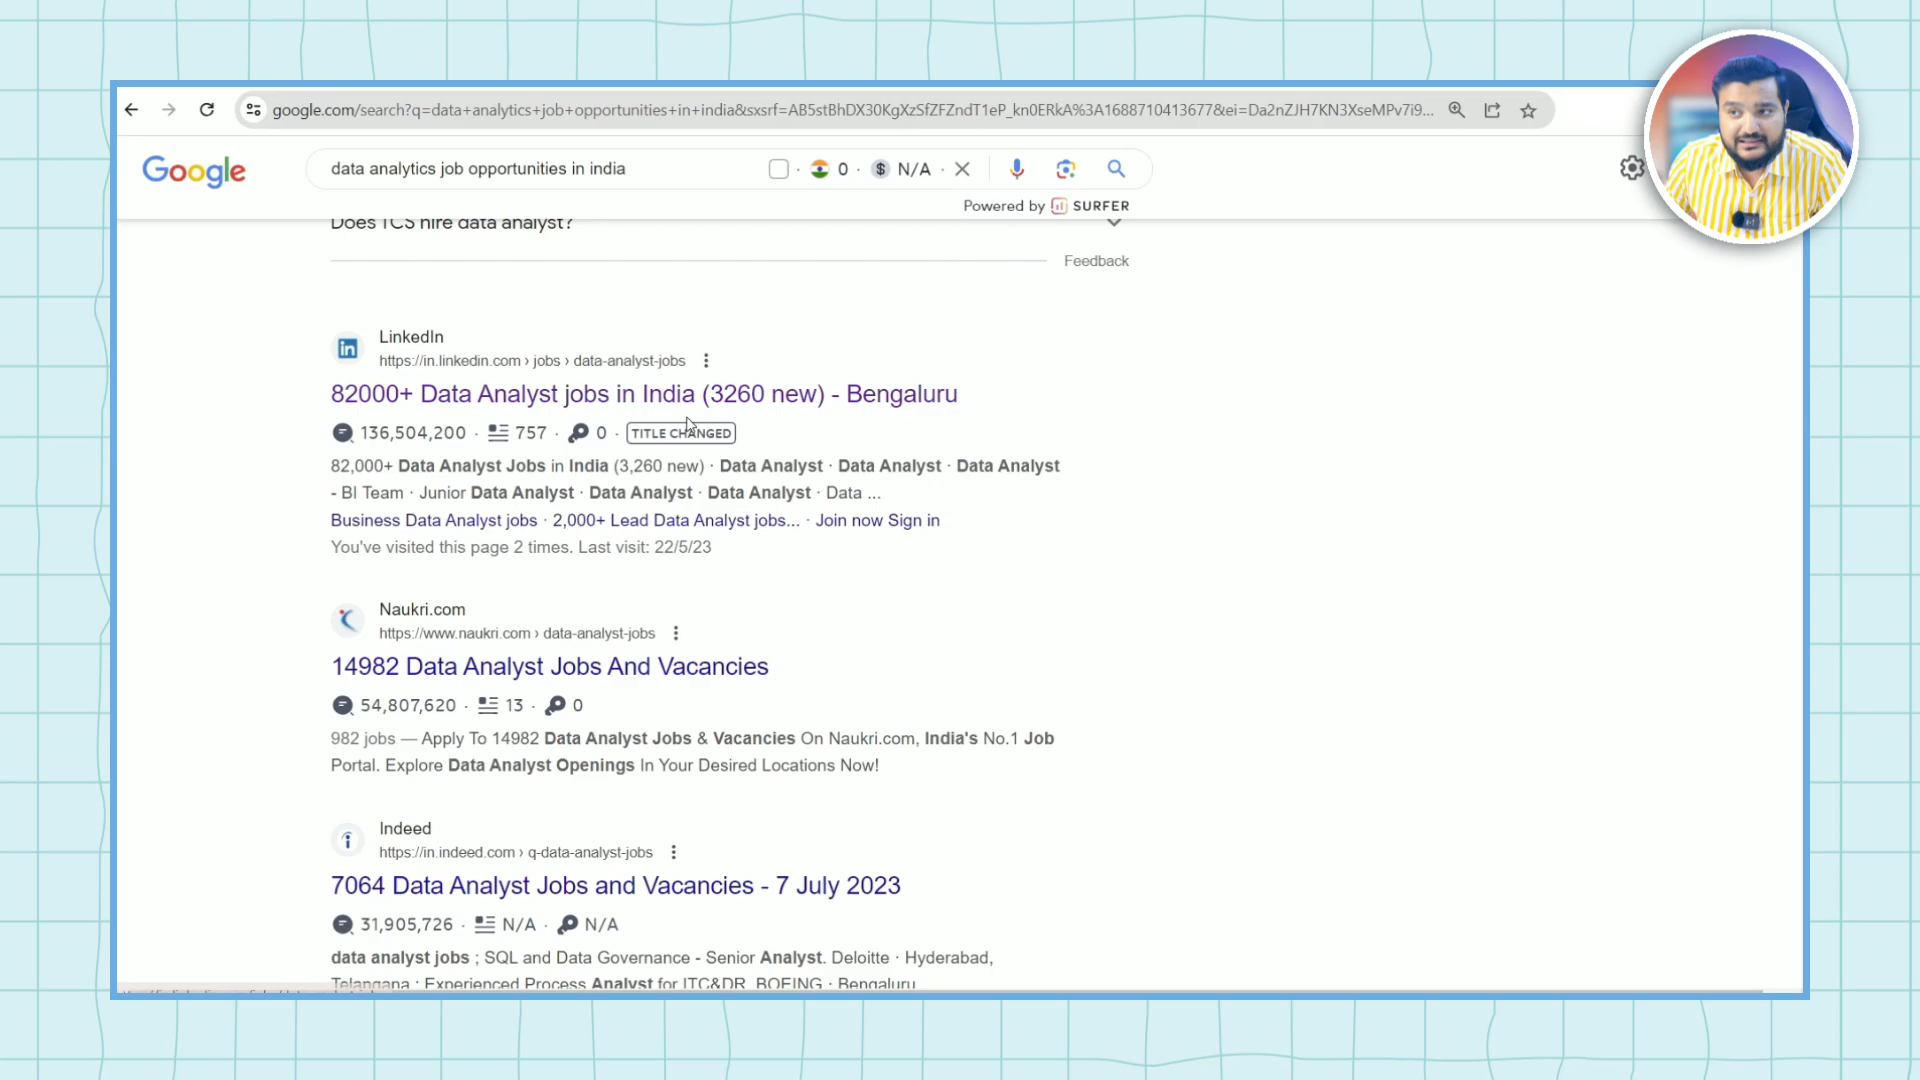 google.com/search?q=data+analytics+job+opportunities+in+india&sxsrf=AB5stBhDX30KgXzSfZFZndT1eP_kn0ERkA%3A1688710413677&ei=Da2nZJH7KN3XseMPv7i9...
Google
data analytics job opportunities in india
0 · $ N/A ·
Powered by SURFER
Does TCS hire data analyst?
Feedback
LinkedIn
https://in.linkedin.com › jobs › data-analyst-jobs
82000+ Data Analyst jobs in India (3260 new) - Bengaluru
136,504,200 · 757 · 0 · TITLE CHANGED
82,000+ Data Analyst Jobs in India (3,260 new) · Data Analyst · Data Analyst · Data Analyst
- BI Team · Junior Data Analyst · Data Analyst · Data Analyst · Data ...
Business Data Analyst jobs · 2,000+ Lead Data Analyst jobs... · Join now Sign in
You've visited this page 2 times. Last visit: 22/5/23
Naukri.com
https://www.naukri.com › data-analyst-jobs
14982 Data Analyst Jobs And Vacancies
54,807,620 · 13 · 0
982 jobs — Apply To 14982 Data Analyst Jobs & Vacancies On Naukri.com, India's No.1 Job
Portal. Explore Data Analyst Openings In Your Desired Locations Now!
Indeed
https://in.indeed.com › q-data-analyst-jobs
7064 Data Analyst Jobs and Vacancies - 7 July 2023
31,905,726 · N/A · N/A
data analyst jobs ; SQL and Data Governance - Senior Analyst. Deloitte · Hyderabad,
Telangana ; Experienced Process Analyst for ITC&DR. BOEING · Bengaluru